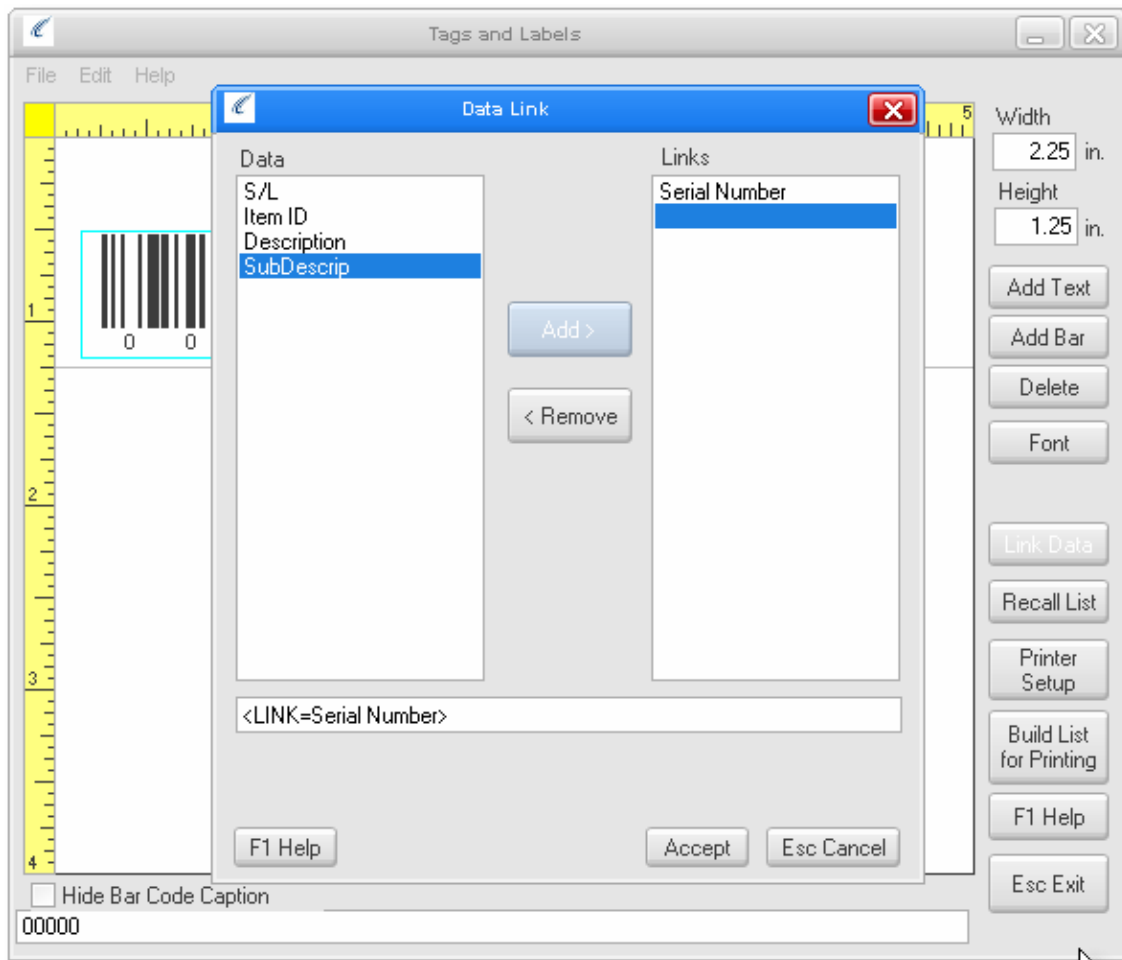 Tags and Labels
File Edit Help
Data Link
5
Width
2.25 in.
Height
1.25 in.
Data
Links
S/L
Item ID
Description
SubDescrip
Serial Number
Add >
< Remove
0 0
1
2
3
4
Add Text
Add Bar
Delete
Font
Link Data
Recall List
Printer
Setup
Build List
for Printing
F1 Help
Esc Exit
<LINK=Serial Number>
F1 Help
Accept
Esc Cancel
Hide Bar Code Caption
00000